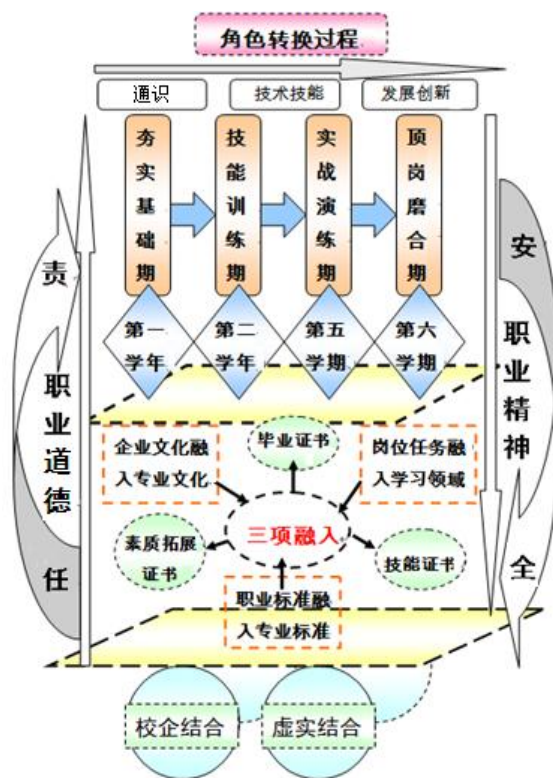 角色转换过程
通识
技术技能
发展创新
夯实基础期
技能训练期
实战演练期
顶岗磨合期
第一
学年
第二
学年
第五
学期
第六
学期
责
任
职业道德
安
全
职业精神
企业文化融
入专业文化
毕业证书
岗位任务融
入学习领域
三项融入
素质拓展
证书
技能证书
职业标准融
入专业标准
校企结合
虚实结合